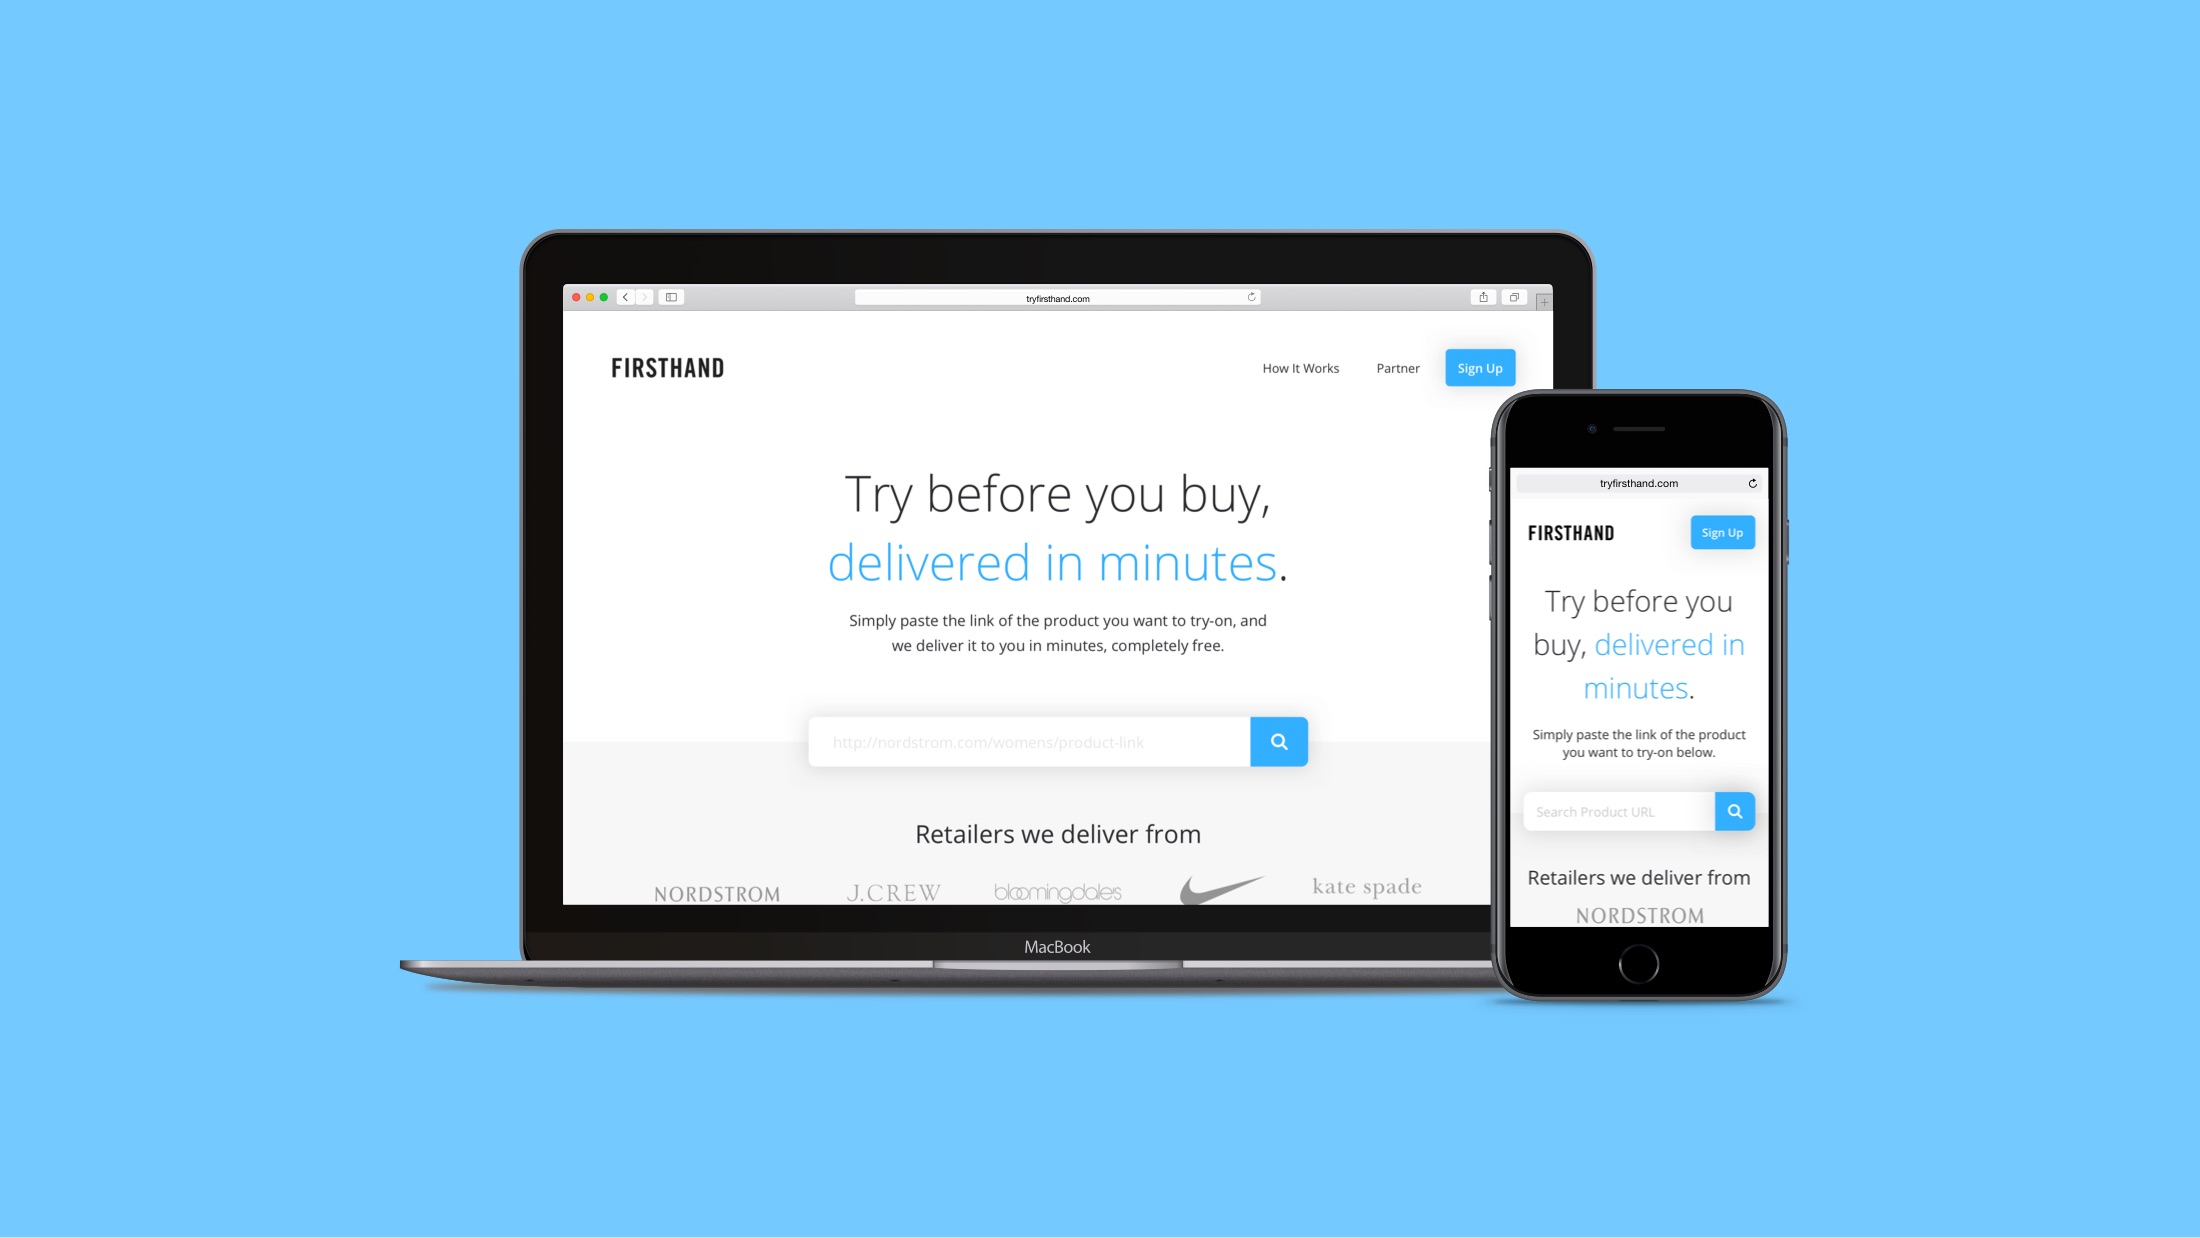 tryfirsthand.com
FIRSTHAND
How It Works
Partner
Sign Up
Try before you buy,
delivered in minutes.
Simply paste the link of the product you want to try-on, and
we deliver it to you in minutes, completely free.
http://nordstrom.com/womens/product-link
Retailers we deliver from
NORDSTROM
J.CREW
bloomingdales
kate spade
MacBook
tryfirsthand.com
FIRSTHAND
Sign Up
Try before you
buy, delivered in
minutes.
Simply paste the link of the product
you want to try-on below.
Search Product URL
Retailers we deliver from
NORDSTROM